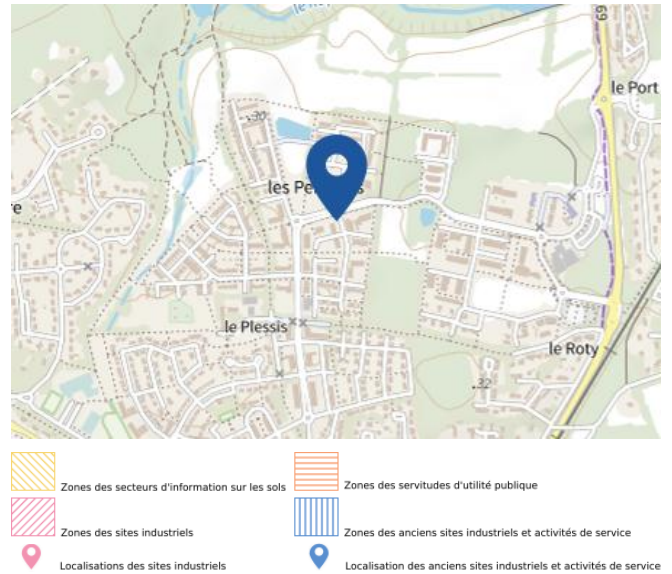 69
le Port
.30
re
le Plessis
le Roty
.32
Zones des secteurs d'information sur les sols
Zones des servitudes d'utilité publique
Zones des sites industriels
Zones des anciens sites industriels et activités de service
Localisations des sites industriels
Localisation des anciens sites industriels et activités de service